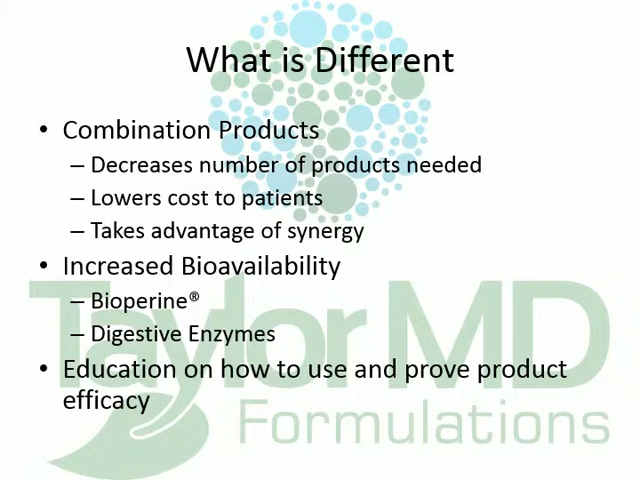 What is Different
• Combination Products
– Decreases number of products needed
– Lowers cost to patients
– Takes advantage of synergy
• Increased Bioavailability
– Bioperine®
– Digestive Enzymes
• Education on how to use and prove product
efficacy
TaylorMD
Formulations